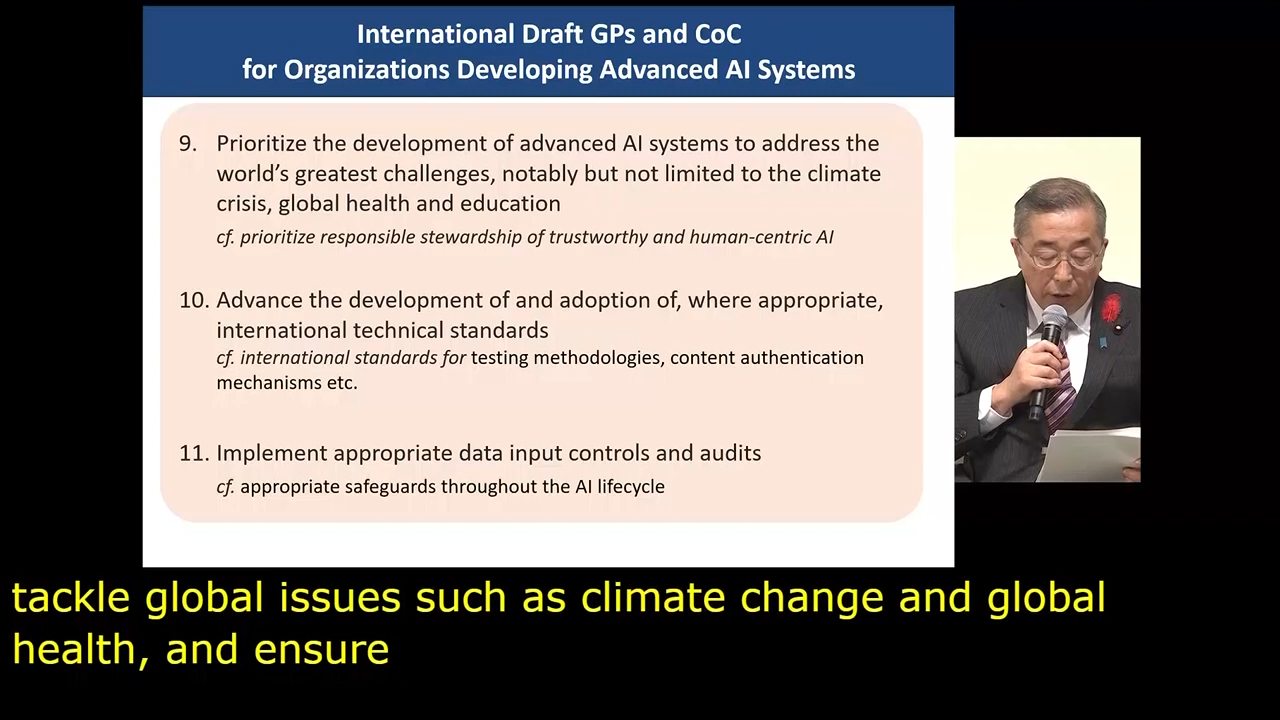 International Draft GPs and CoC
for Organizations Developing Advanced AI Systems
9. Prioritize the development of advanced AI systems to address the
world’s greatest challenges, notably but not limited to the climate
crisis, global health and education
cf. prioritize responsible stewardship of trustworthy and human-centric AI
10. Advance the development of and adoption of, where appropriate,
international technical standards
cf. international standards for testing methodologies, content authentication
mechanisms etc.
11. Implement appropriate data input controls and audits
cf. appropriate safeguards throughout the AI lifecycle
tackle global issues such as climate change and global
health, and ensure